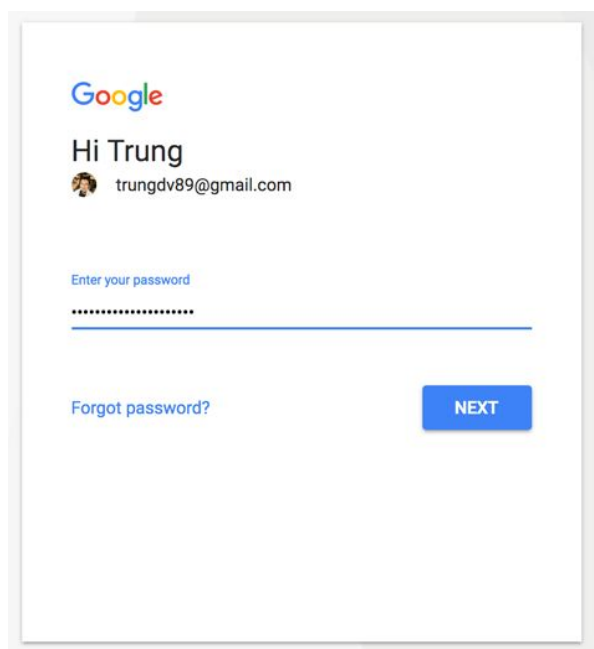 Google
Hi Trung
trungdv89@gmail.com
Enter your password
•••••••••••••••••••••
Forgot password?
NEXT